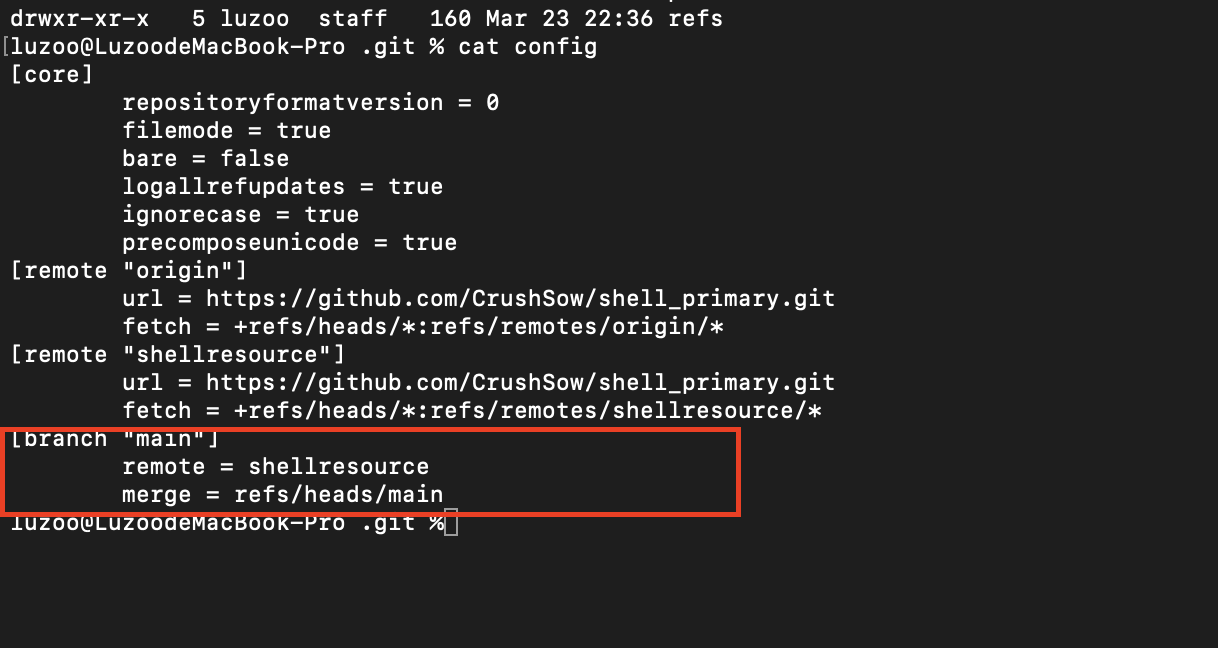 drwxr-xr-x   5 luzoo  staff   160 Mar 23 22:36 refs
[luzoo@LuzoodeMacBook-Pro .git % cat config
[core]
        repositoryformatversion = 0
        filemode = true
        bare = false
        logallrefupdates = true
        ignorecase = true
        precomposeunicode = true
[remote "origin"]
        url = https://github.com/CrushSow/shell_primary.git
        fetch = +refs/heads/*:refs/remotes/origin/*
[remote "shellresource"]
        url = https://github.com/CrushSow/shell_primary.git
        fetch = +refs/heads/*:refs/remotes/shellresource/*
[branch "main"]
        remote = shellresource
        merge = refs/heads/main
luzoo@LuzoodeMacBook-Pro .git %